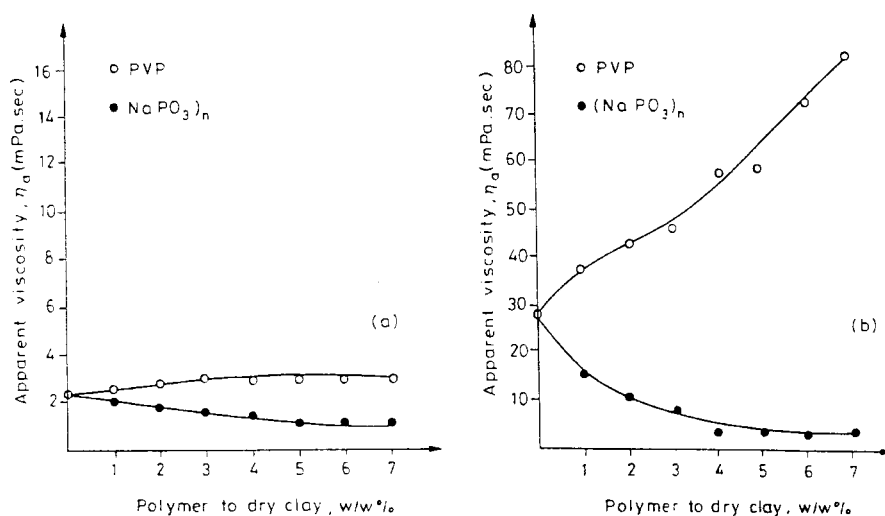 16
14
12
10
8
6
4
2
Apparent viscosity, ηa (mPa.sec)
PVP
NaPO3)n
(a)
1 2 3 4 5 6 7
Polymer to dry clay, w/w%
80
70
60
50
40
30
20
10
Apparent viscosity, ηa (mPa.sec)
PVP
(NaPO3)n
(b)
1 2 3 4 5 6 7
Polymer to dry clay, w/w%